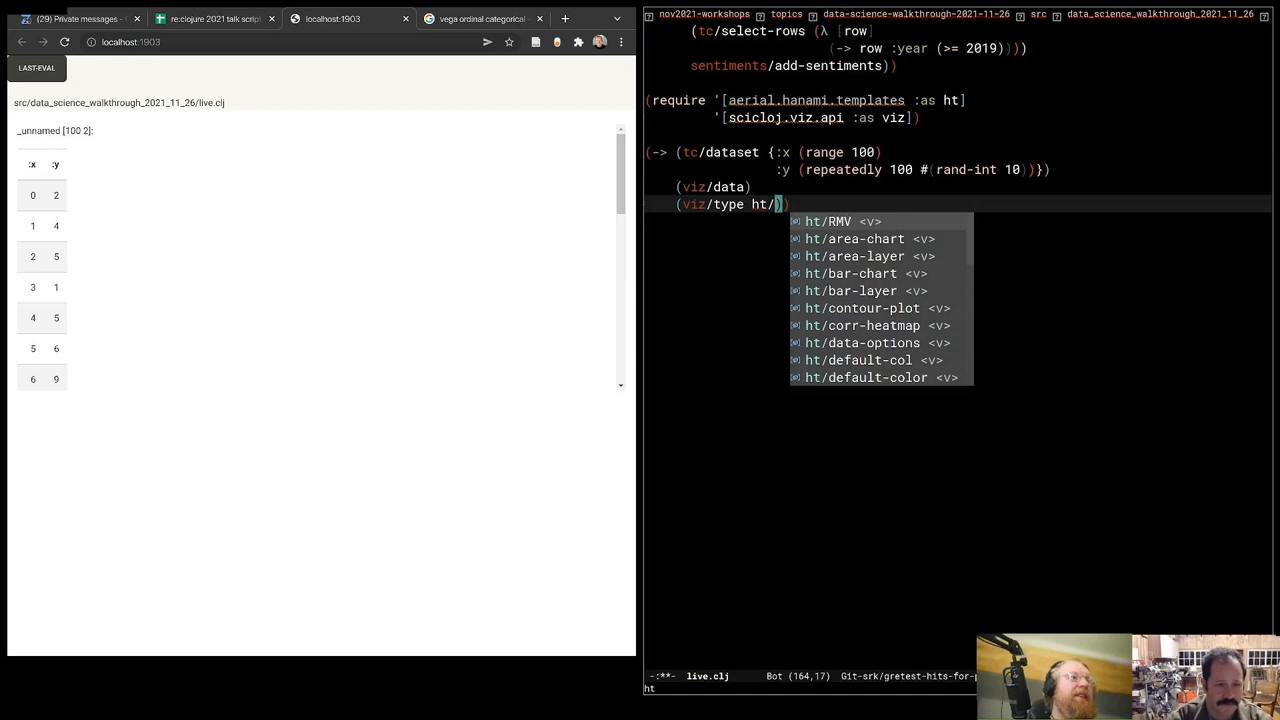 (29) Private messages -
re:clojure 2021 talk script
localhost:1903
vega ordinal categorical -
localhost:1903
LAST-EVAL
src/data_science_walkthrough_2021_11_26/live.clj
_unnamed [100 2]:
:x :y
0 2
1 4
2 5
3 1
4 5
5 6
6 9
nov2021-workshops topics data-science-walkthrough-2021-11-26 src data_science_walkthrough_2021_11_26
(tc/select-rows (λ [row]
(-> row :year (>= 2019))))
sentiments/add-sentiments))
(require '[aerial.hanami.templates :as ht]
'[scicloj.viz.api :as viz])
(-> (tc/dataset {:x (range 100)
:y (repeatedly 100 #(rand-int 10))})
(viz/data)
(viz/type ht/))
ht/RMV <v>
ht/area-chart <v>
ht/area-layer <v>
ht/bar-chart <v>
ht/bar-layer <v>
ht/contour-plot <v>
ht/corr-heatmap <v>
ht/data-options <v>
ht/default-col <v>
ht/default-color <v>
-:**- live.clj Bot (164,17) Git-srk/gretest-hits-for-p
ht